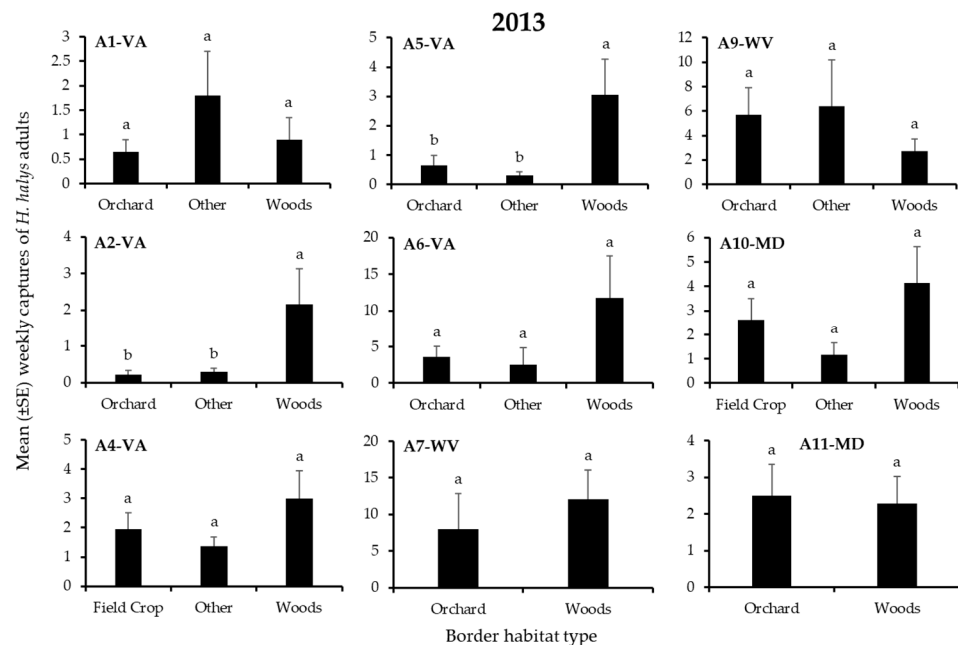 2013
Mean (±SE) weekly captures of H. halys adults
A1-VA
3
2.5
2
1.5
1
0.5
0
a
a
a
Orchard Other Woods
A5-VA
5
4
3
2
1
0
b
b
a
Orchard Other Woods
A9-WV
12
10
8
6
4
2
0
a
a
a
Orchard Other Woods
A2-VA
4
3
2
1
0
b
b
a
Orchard Other Woods
A6-VA
20
15
10
5
0
a
a
a
Orchard Other Woods
A10-MD
6
5
4
3
2
1
0
a
a
a
Field Crop Other Woods
A4-VA
5
4
3
2
1
0
a
a
a
Field Crop Other Woods
A7-WV
20
15
10
5
0
a
a
Orchard Woods
A11-MD
4
3
2
1
0
a
a
Orchard Woods
Border habitat type